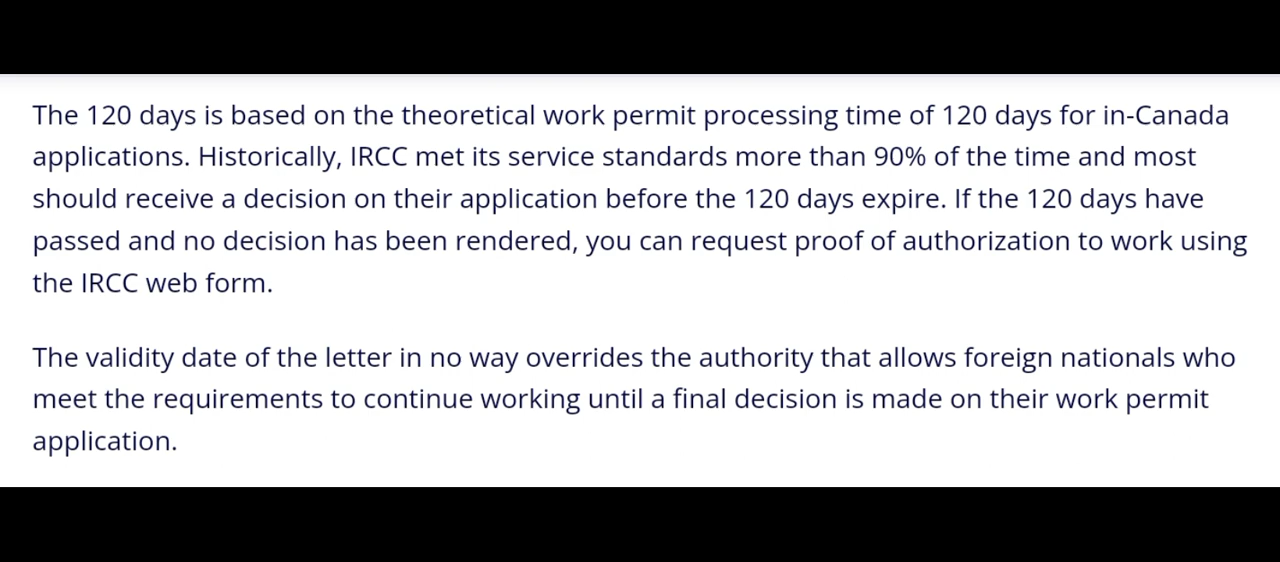 The 120 days is based on the theoretical work permit processing time of 120 days for in-Canada
applications. Historically, IRCC met its service standards more than 90% of the time and most
should receive a decision on their application before the 120 days expire. If the 120 days have
passed and no decision has been rendered, you can request proof of authorization to work using
the IRCC web form.
The validity date of the letter in no way overrides the authority that allows foreign nationals who
meet the requirements to continue working until a final decision is made on their work permit
application.